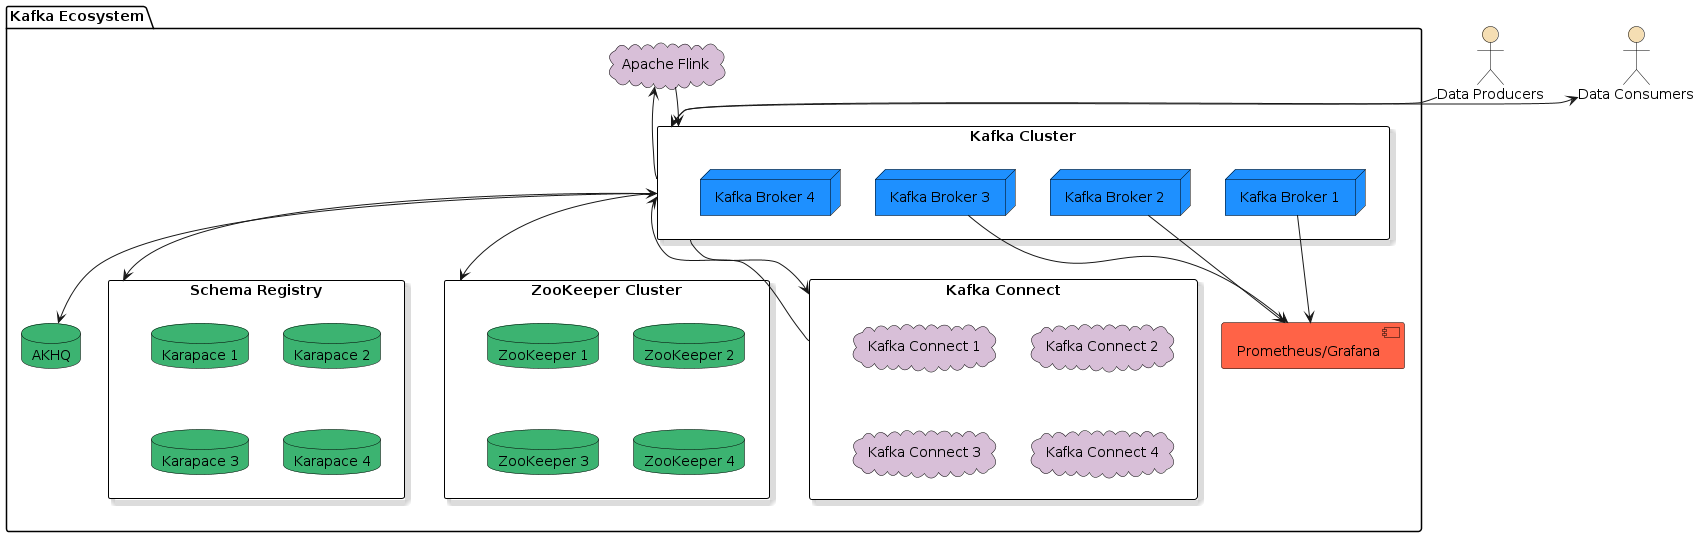 Kafka Ecosystem
Apache Flink
Data Producers
Data Consumers
Kafka Cluster
Kafka Broker 4
Kafka Broker 3
Kafka Broker 2
Kafka Broker 1
Schema Registry
ZooKeeper Cluster
Kafka Connect
AKHQ
Karapace 1
Karapace 2
ZooKeeper 1
ZooKeeper 2
Kafka Connect 1
Kafka Connect 2
Prometheus/Grafana
Karapace 3
Karapace 4
ZooKeeper 3
ZooKeeper 4
Kafka Connect 3
Kafka Connect 4